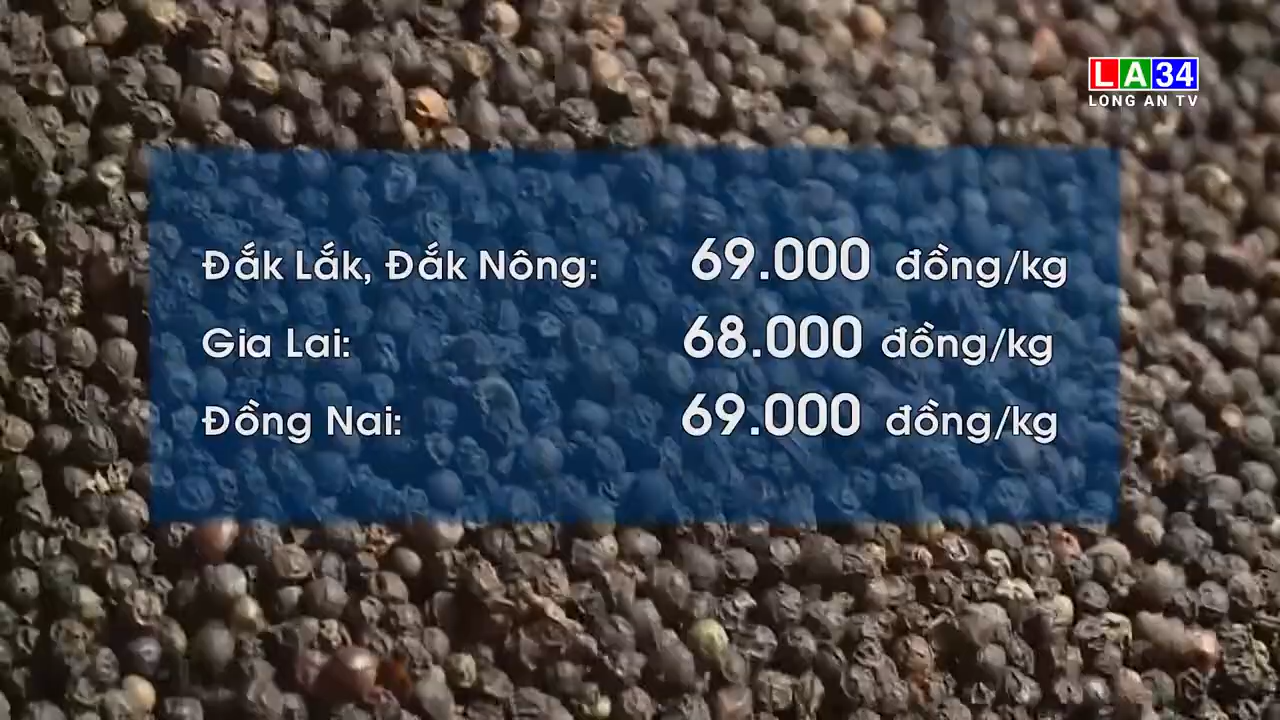 LA34
LONG AN TV
Đắk Lắk, Đắk Nông: 69.000 đồng/kg
Gia Lai: 68.000 đồng/kg
Đồng Nai: 69.000 đồng/kg